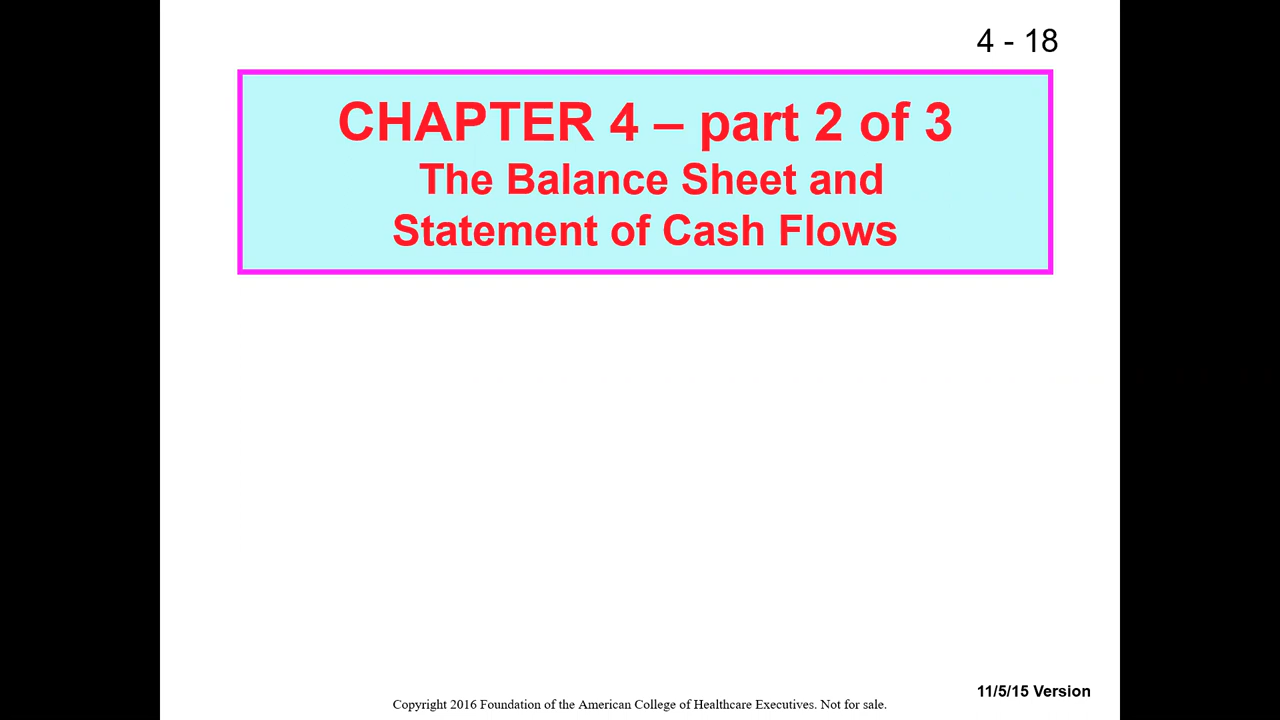 4 - 18
CHAPTER 4 – part 2 of 3
The Balance Sheet and
Statement of Cash Flows
11/5/15 Version
Copyright 2016 Foundation of the American College of Healthcare Executives. Not for sale.